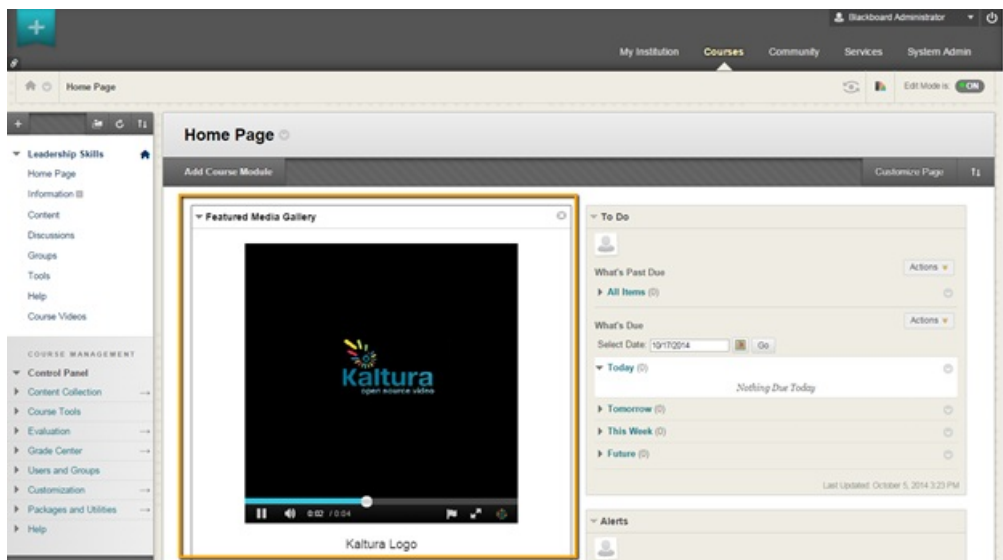 Blackboard Administrator
My Institution Courses Community Services System Admin
Home Page
Edit Mode is: ON
Home Page
Add Course Module
Customize Page
Leadership Skills
Home Page
Information
Content
Discussions
Groups
Tools
Help
Course Videos
COURSE MANAGEMENT
Control Panel
Content Collection
Course Tools
Evaluation
Grade Center
Users and Groups
Customization
Packages and Utilities
Help
Featured Media Gallery
Kaltura
open source video
0:02 / 0:04
Kaltura Logo
To Do
What's Past Due
Actions
All Items (0)
What's Due
Actions
Select Date: 10/17/2014 Go
Today (0)
Nothing Due Today
Tomorrow (0)
This Week (0)
Future (0)
Last Updated: October 5, 2014 3:23 PM
Alerts